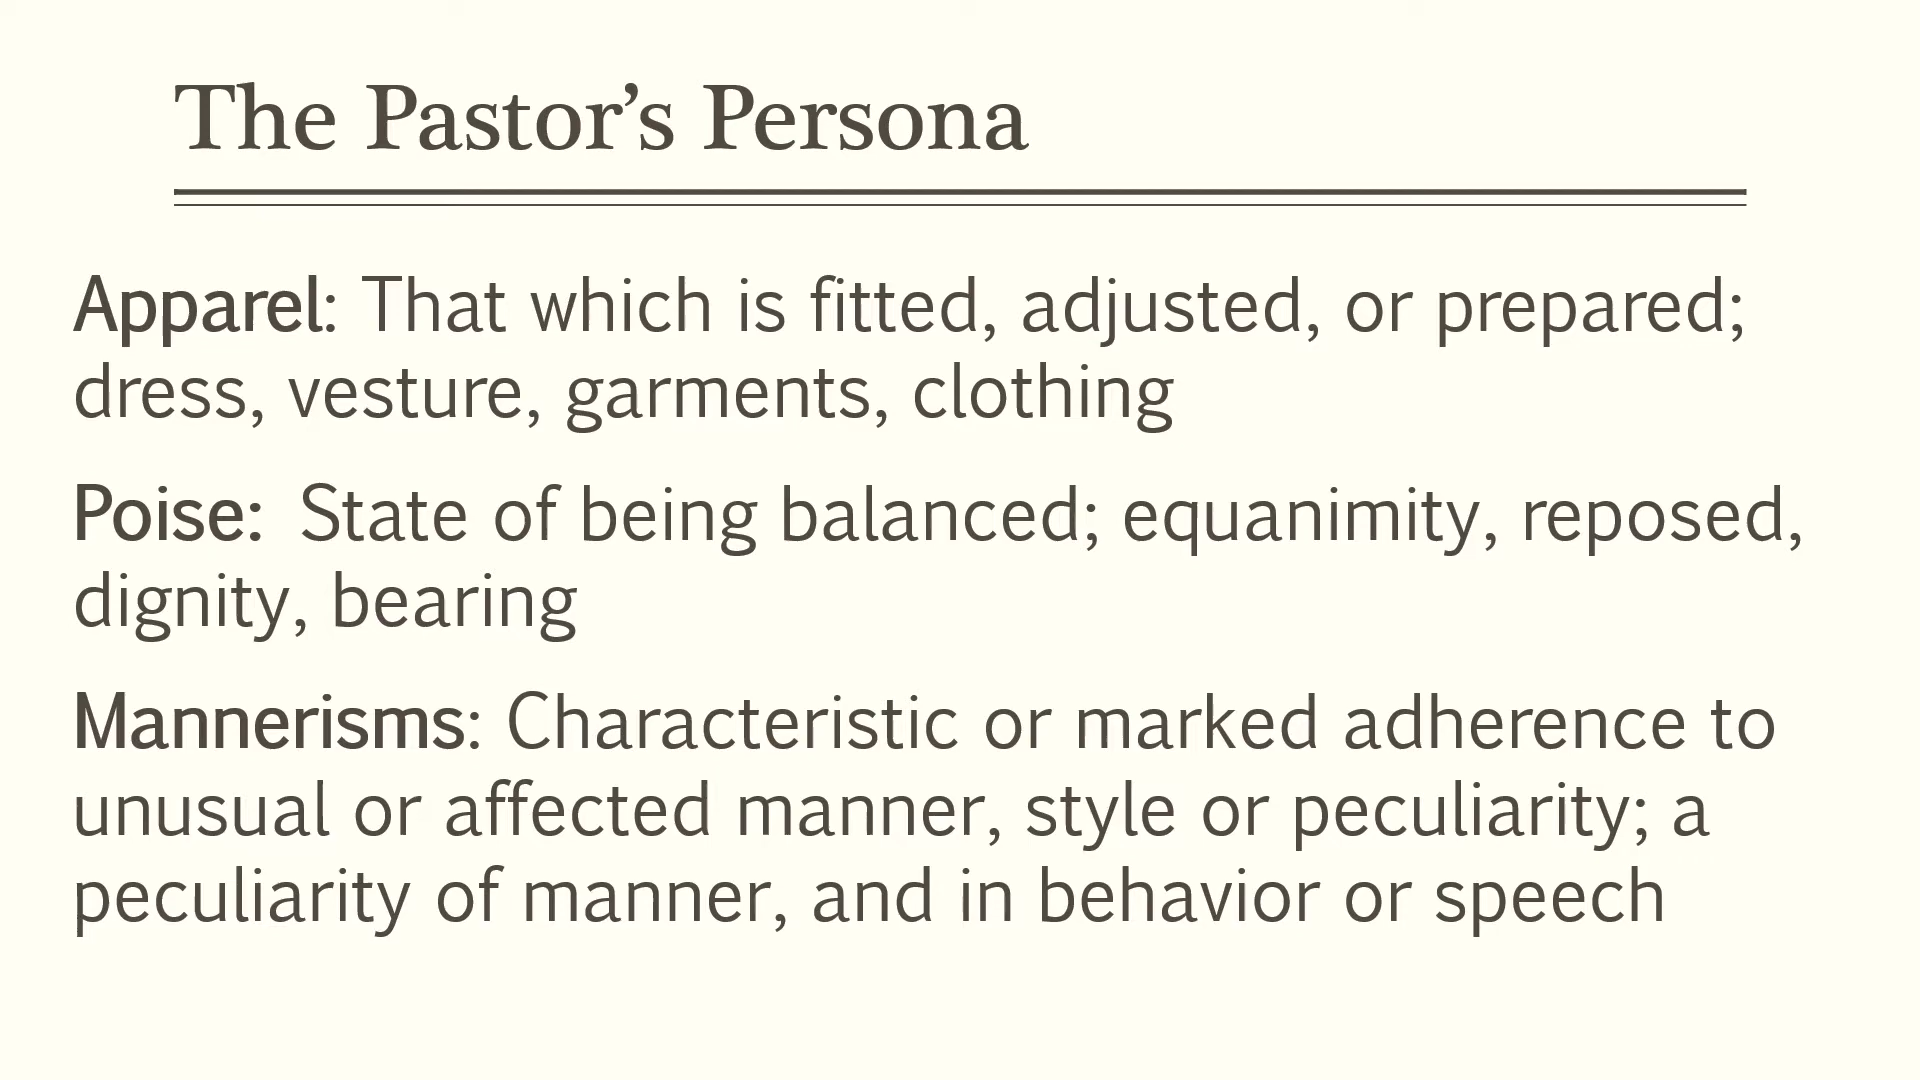 The Pastor’s Persona
Apparel: That which is fitted, adjusted, or prepared;
dress, vesture, garments, clothing
Poise:  State of being balanced; equanimity, reposed,
dignity, bearing
Mannerisms: Characteristic or marked adherence to
unusual or affected manner, style or peculiarity; a
peculiarity of manner, and in behavior or speech